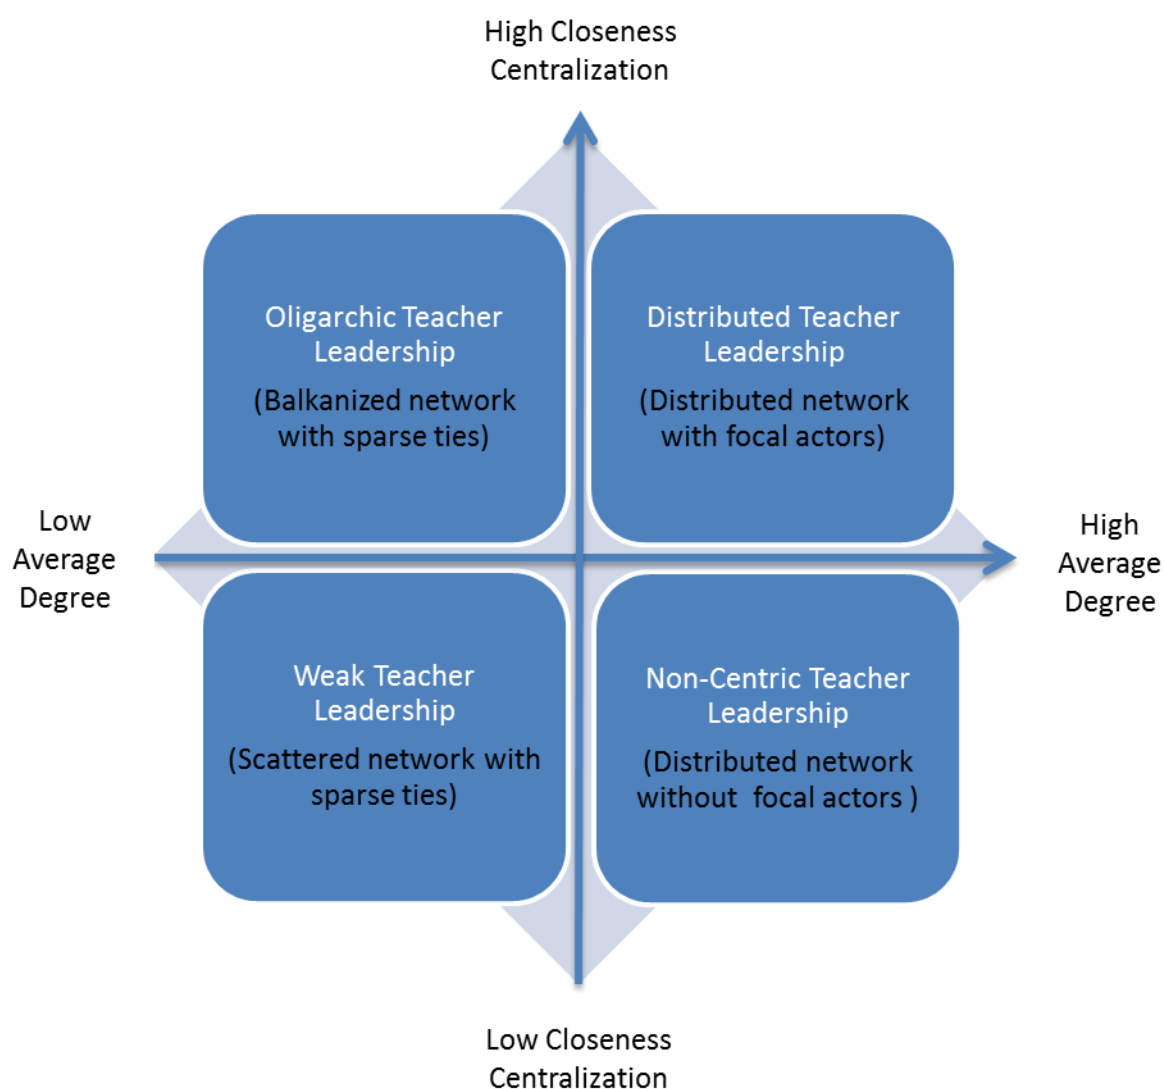 High Closeness
Centralization
Oligarchic Teacher
Leadership
(Balkanized network
with sparse ties)
Distributed Teacher
Leadership
(Distributed network
with focal actors)
Low
Average
Degree
High
Average
Degree
Weak Teacher
Leadership
(Scattered network with
sparse ties)
Non-Centric Teacher
Leadership
(Distributed network
without  focal actors )
Low Closeness
Centralization